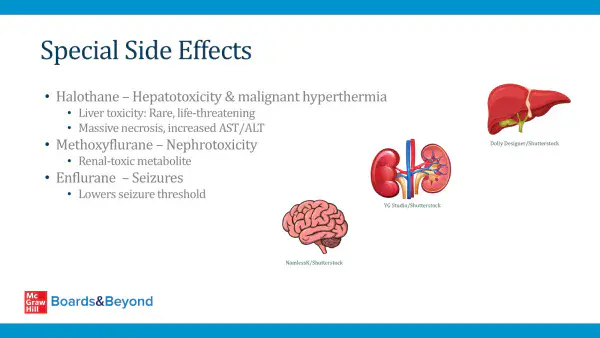 Special Side Effects
• Halothane – Hepatotoxicity & malignant hyperthermia
• Liver toxicity: Rare, life-threatening
• Massive necrosis, increased AST/ALT
• Methoxyflurane – Nephrotoxicity
• Renal-toxic metabolite
• Enflurane – Seizures
• Lowers seizure threshold
Dolly Designer/Shutterstock
VG Studio/Shutterstock
NamlessK/Shutterstock
Mc
Graw
Hill
Boards&Beyond